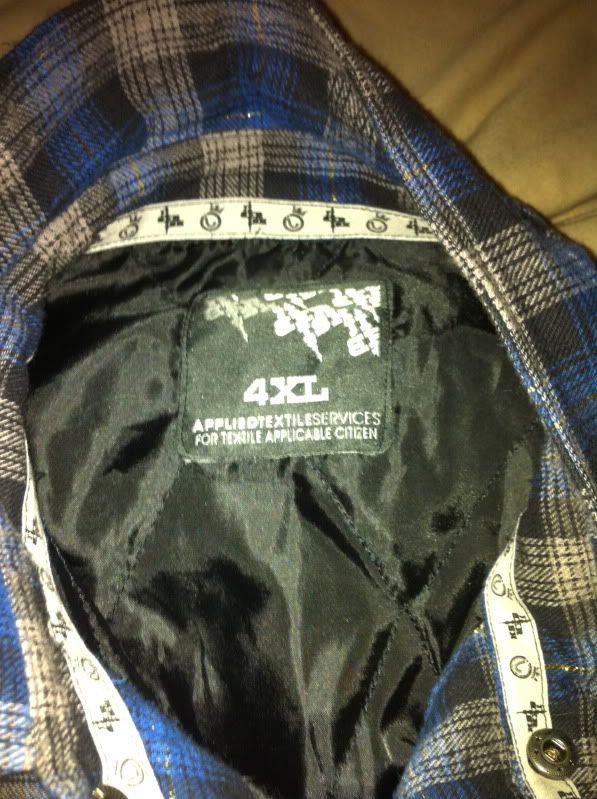 4XL
APPLIEDTEXTILESERVICES
FOR TEXTILE APPLICABLE CITIZEN